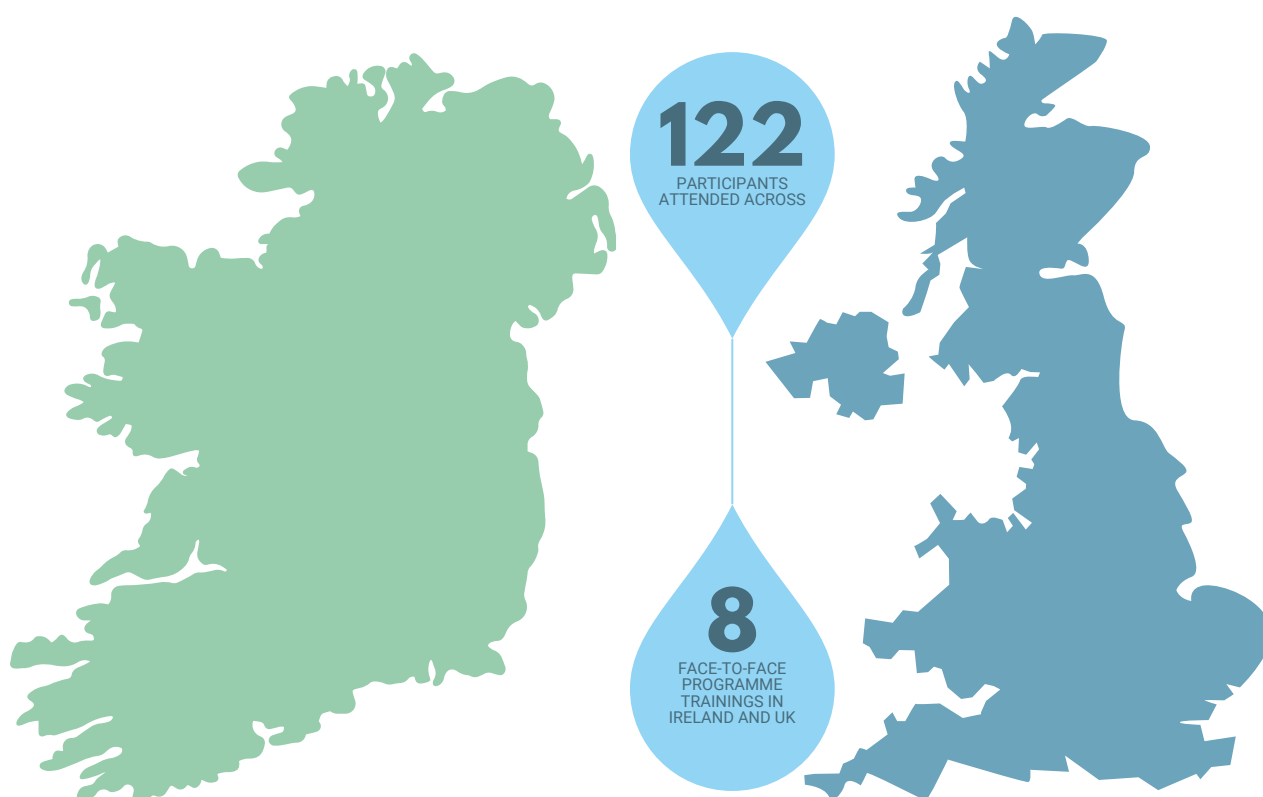 122
PARTICIPANTS
ATTENDED ACROSS
8
FACE-TO-FACE
PROGRAMME
TRAININGS IN
IRELAND AND UK